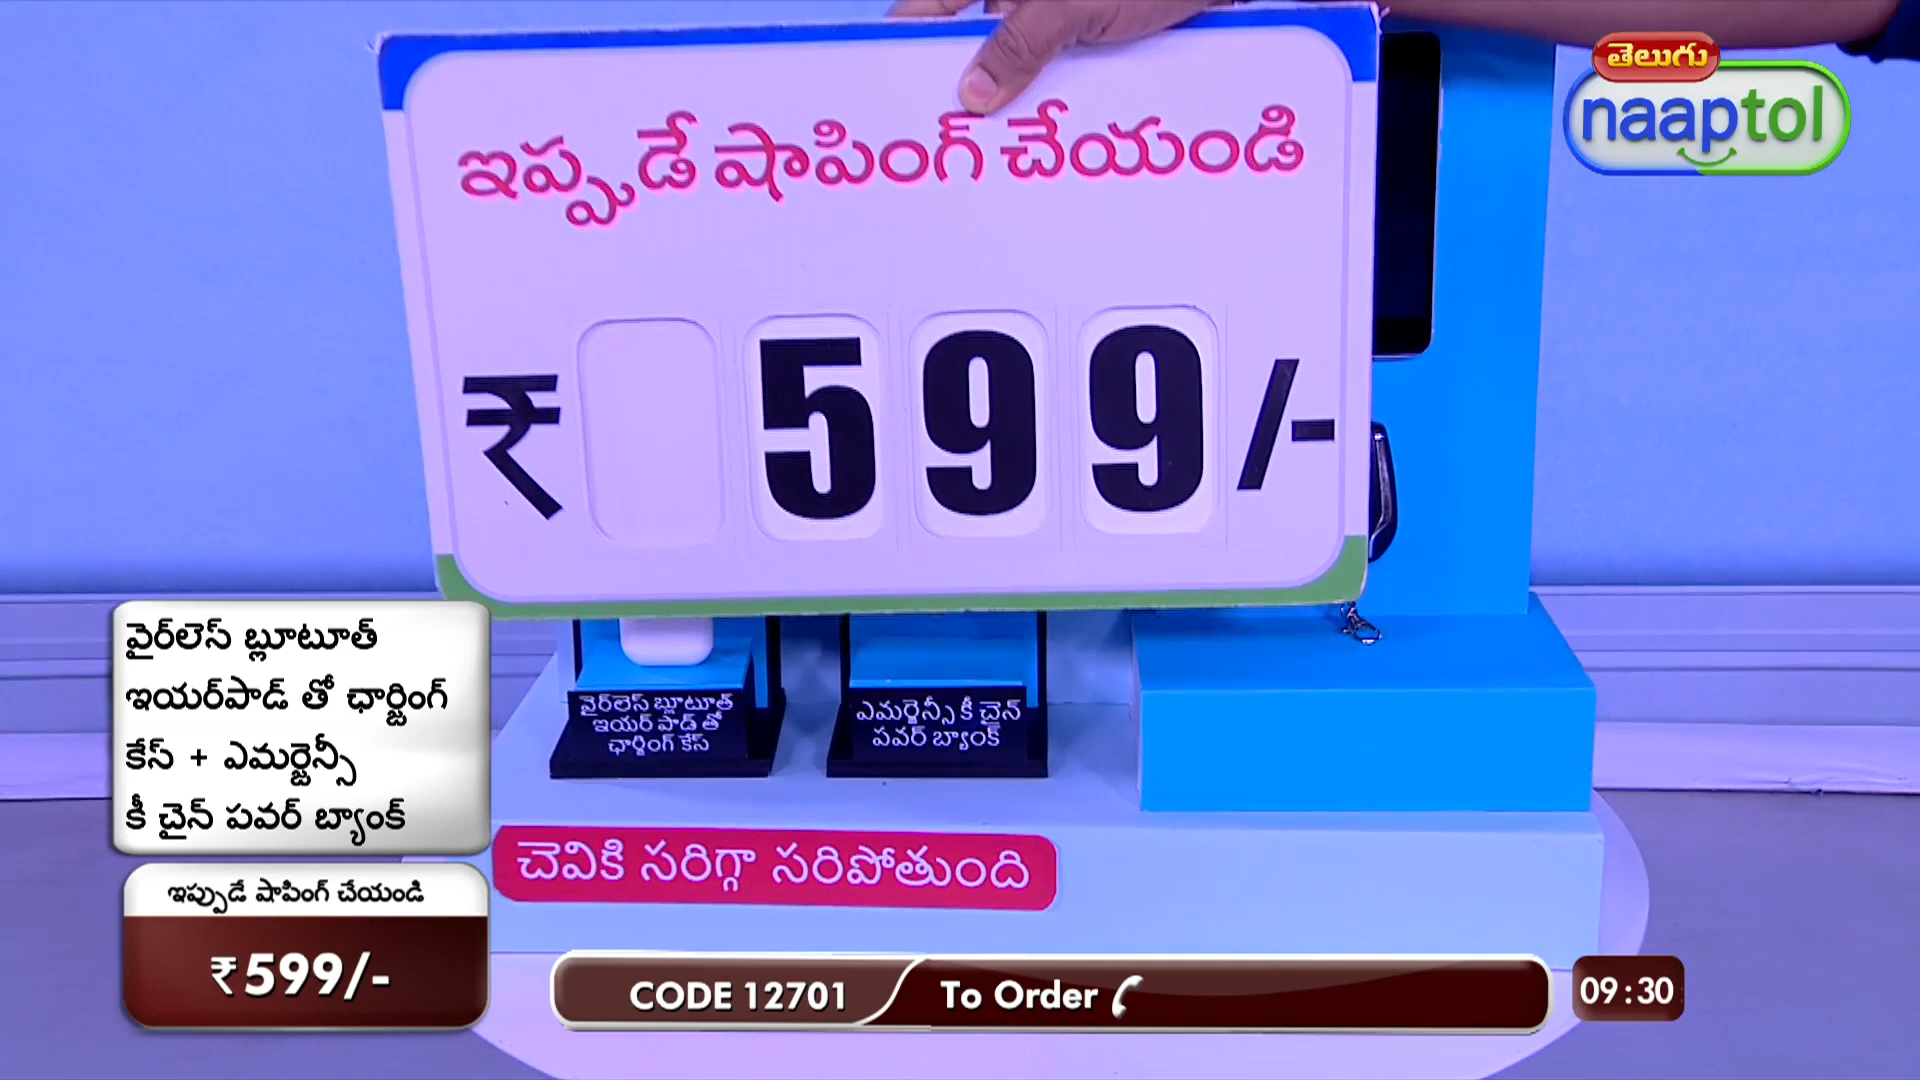 తెలుగు
naaptol
ఇప్పుడే షాపింగ్ చేయండి
₹ 599/-
వైర్‌లెస్ బ్లూటూత్
ఇయర్‌పాడ్ తో ఛార్జింగ్
కేస్ + ఎమర్జెన్సీ
కీ చైన్ పవర్ బ్యాంక్
వైర్‌లెస్ బ్లూటూత్
ఇయర్ పాడ్ తో
ఛార్జింగ్ కేస్
ఎమర్జెన్సీ కీ చైన్
పవర్ బ్యాంక్
చెవికి సరిగ్గా సరిపోతుంది
ఇప్పుడే షాపింగ్ చేయండి
₹599/-
CODE 12701 To Order
09:30